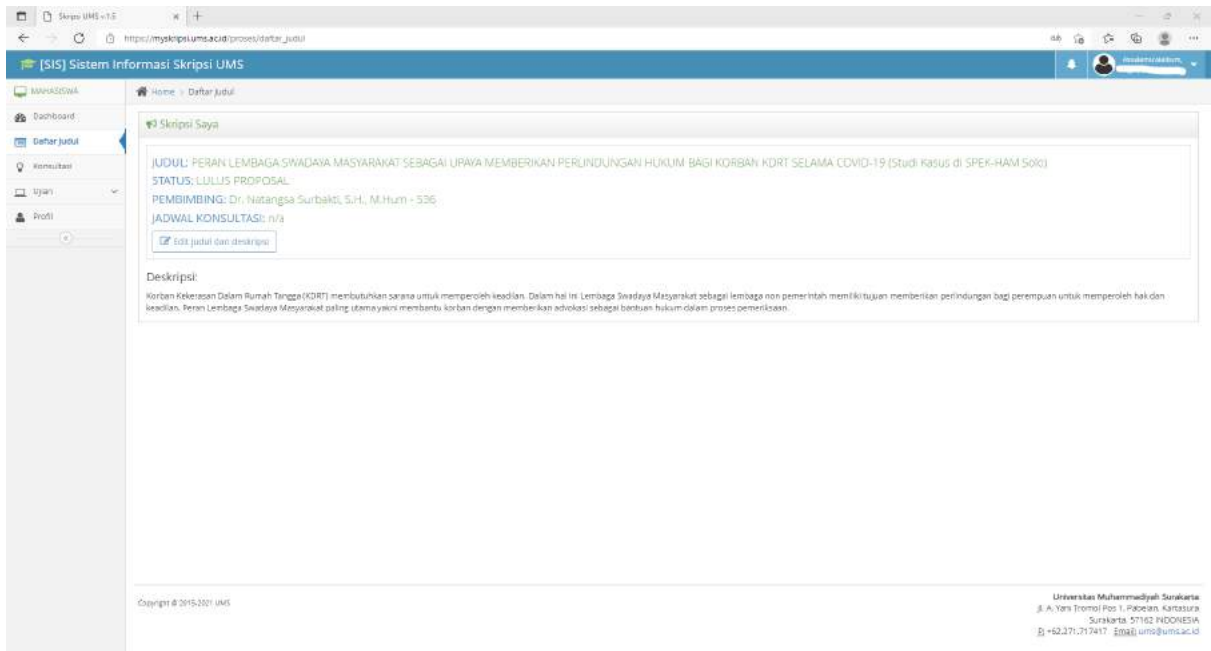 Skripsi UMS v.1.5
https://myskripsi.ums.ac.id/proses/daftar_judul
[SIS] Sistem Informasi Skripsi UMS
MAHASISWA
Home > Daftar Judul
Dashboard
Daftar Judul
Konsultasi
Ujian
Profil
Skripsi Saya
JUDUL: PERAN LEMBAGA SWADAYA MASYARAKAT SEBAGAI UPAYA MEMBERIKAN PERLINDUNGAN HUKUM BAGI KORBAN KDRT SELAMA COVID-19 (Studi Kasus di SPEK-HAM Solo)
STATUS: LULUS PROPOSAL
PEMBIMBING: Dr. Natangsa Surbakti, S.H., M.Hum - 536
JADWAL KONSULTASI: n/a
Edit judul dan deskripsi
Deskripsi:
Korban Kekerasan Dalam Rumah Tangga (KDRT) membutuhkan sarana untuk memperoleh keadilan. Dalam hal ini Lembaga Swadaya Masyarakat sebagai lembaga non pemerintah memiliki tujuan memberikan perlindungan bagi perempuan untuk memperoleh hak dan
keadilan. Peran Lembaga Swadaya Masyarakat paling utama yakni membantu korban dengan memberikan advokasi sebagai bantuan hukum dalam proses pemeriksaan.
Copyright @ 2015-2021 UMS
Universitas Muhammadiyah Surakarta
Jl. A. Yani Tromol Pos 1, Pabelan, Kartasura
Surakarta 57162 INDONESIA
P: +62.271.717417 Email: ums@ums.ac.id